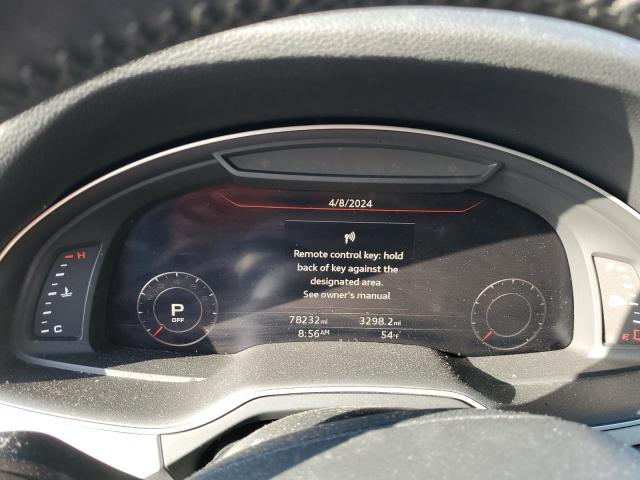 4/8/2024
Remote control key: hold
back of key against the
designated area.
See owner's manual
H
C
P
OFF
78232mi 3298.2mi
8:56AM 54°F
E